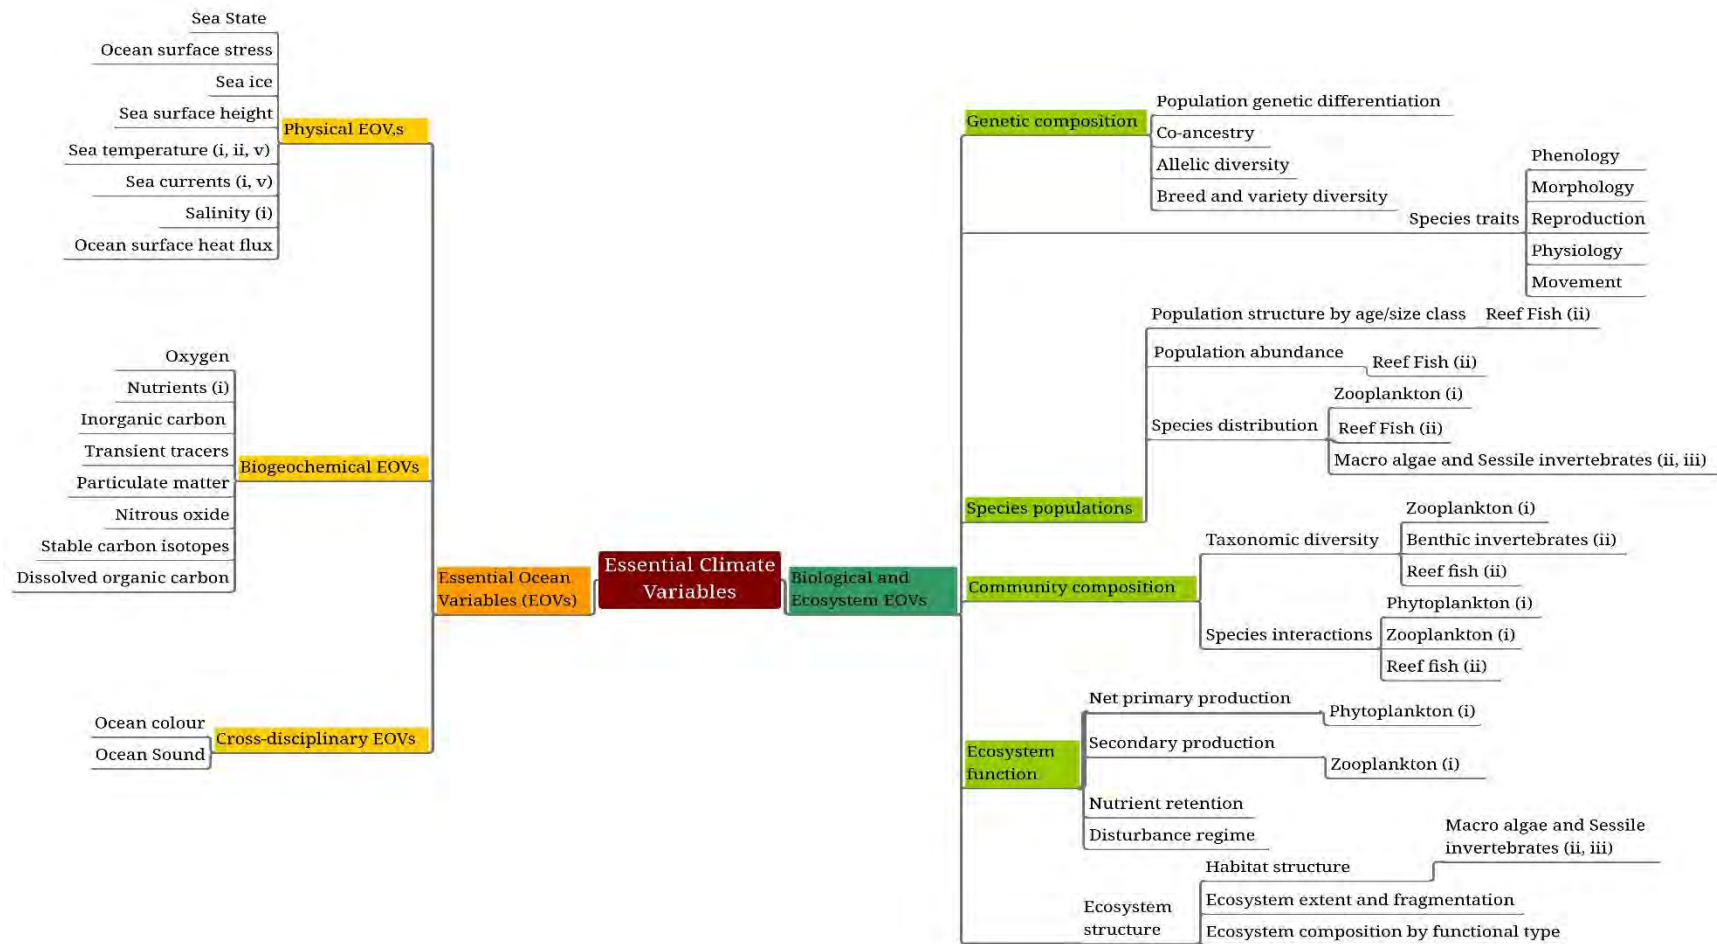 Sea State
Ocean surface stress
Sea ice
Sea surface height
Physical EOV,s
Sea temperature (i, ii, v)
Sea currents (i, v)
Salinity (i)
Ocean surface heat flux
Oxygen
Nutrients (i)
Inorganic carbon
Transient tracers
Biogeochemical EOVs
Particulate matter
Nitrous oxide
Stable carbon isotopes
Dissolved organic carbon
Ocean colour
Cross-disciplinary EOVs
Ocean Sound
Essential Ocean
Variables (EOVs)
Essential Climate
Variables
Biological and
Ecosystem EOVs
Genetic composition
Population genetic differentiation
Co-ancestry
Allelic diversity
Breed and variety diversity
Species traits
Phenology
Morphology
Reproduction
Physiology
Movement
Species populations
Population structure by age/size class
Reef Fish (ii)
Population abundance
Reef Fish (ii)
Species distribution
Zooplankton (i)
Reef Fish (ii)
Macro algae and Sessile invertebrates (ii, iii)
Community composition
Taxonomic diversity
Zooplankton (i)
Benthic invertebrates (ii)
Reef fish (ii)
Species interactions
Phytoplankton (i)
Zooplankton (i)
Reef fish (ii)
Ecosystem
function
Net primary production
Phytoplankton (i)
Secondary production
Zooplankton (i)
Nutrient retention
Disturbance regime
Ecosystem
structure
Habitat structure
Macro algae and Sessile
invertebrates (ii, iii)
Ecosystem extent and fragmentation
Ecosystem composition by functional type